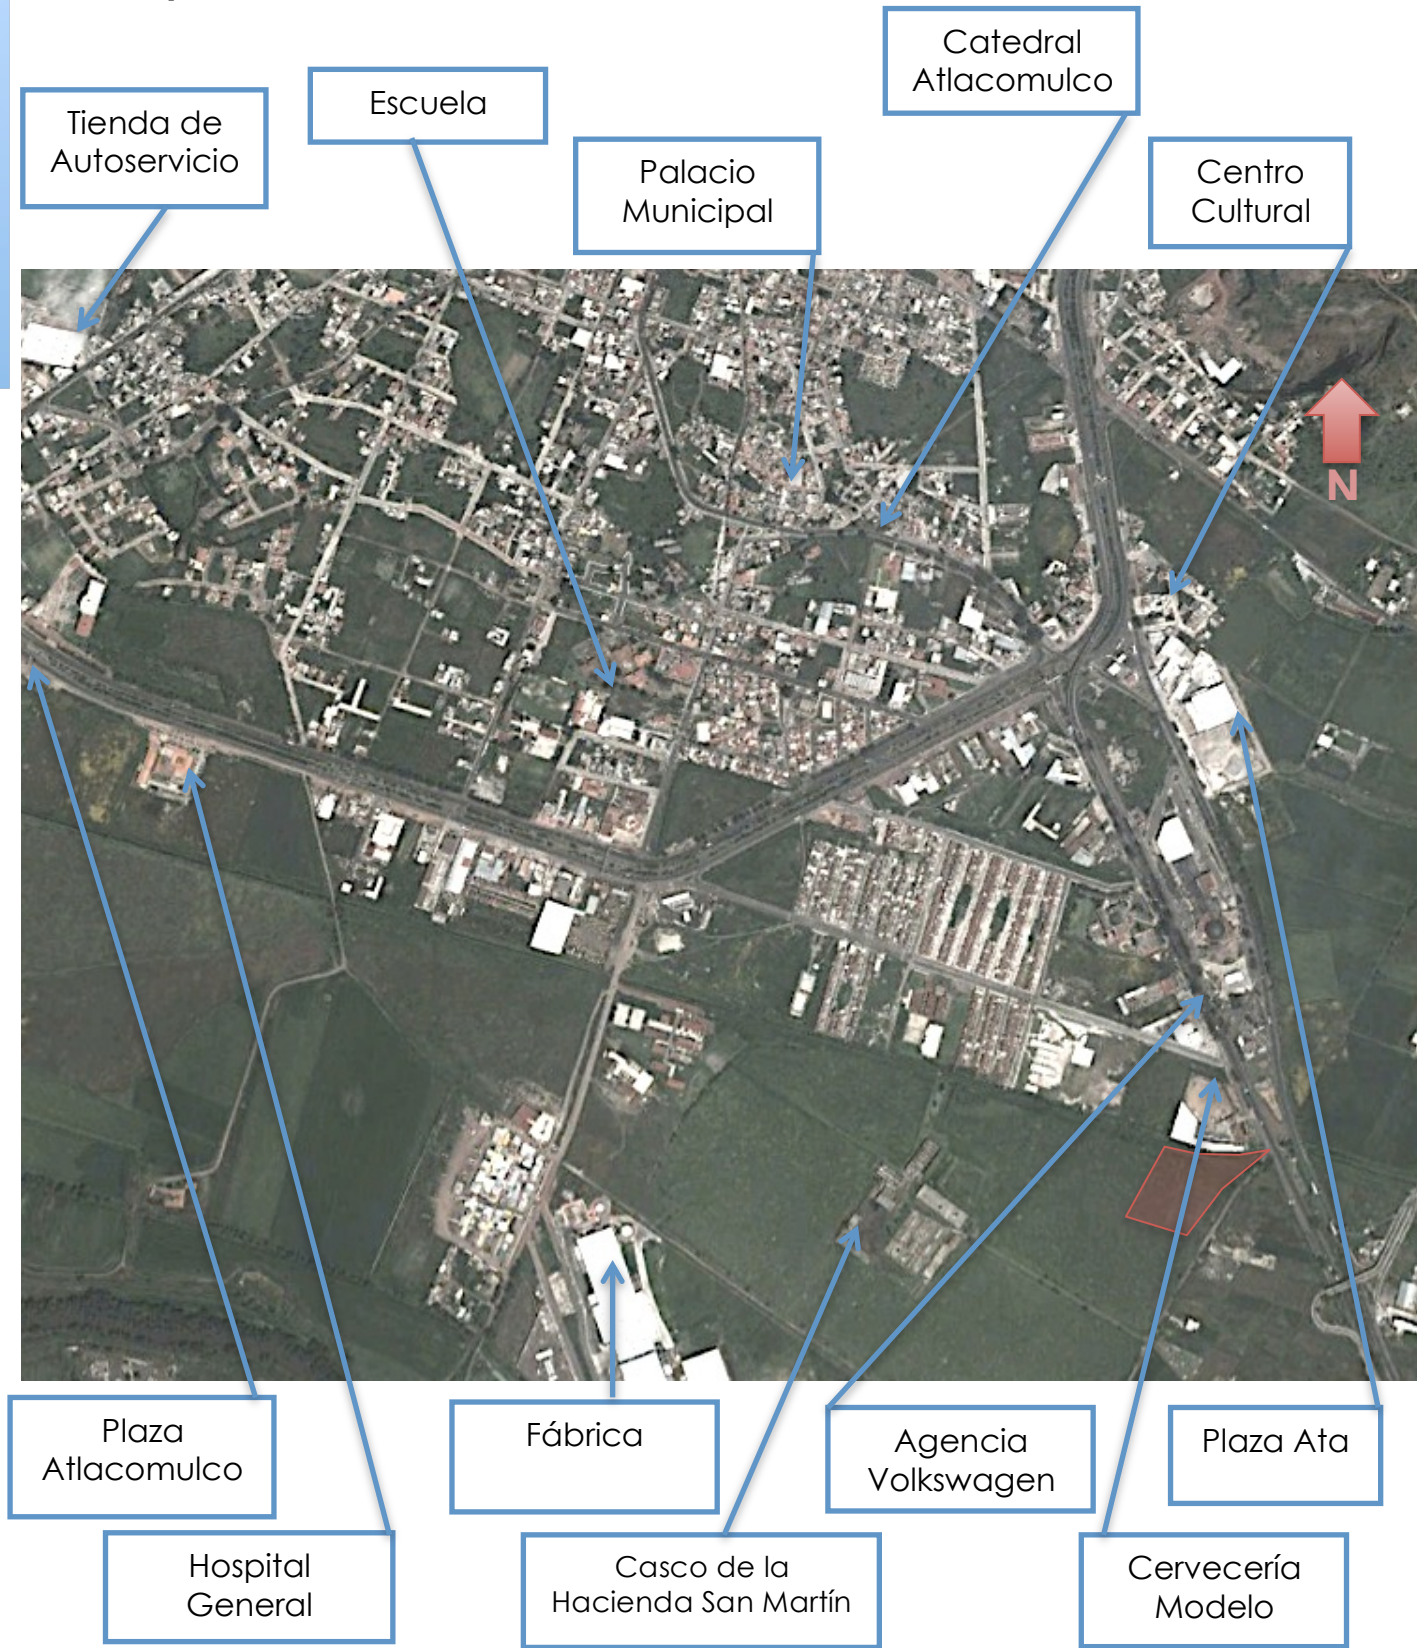 Catedral
Atlacomulco
Escuela
Tienda de
Autoservicio
Palacio
Municipal
Centro
Cultural
N
Plaza
Atlacomulco
Fábrica
Agencia
Volkswagen
Plaza Ata
Hospital
General
Casco de la
Hacienda San Martín
Cervecería
Modelo